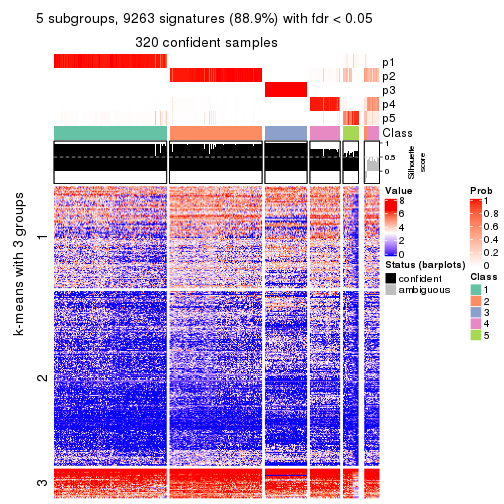 5 subgroups, 9263 signatures (88.9%) with fdr < 0.05
320 confident samples
p1
p2
p3
p4
p5
Class
1
0.5
0
Silhouette
score
k-means with 3 groups
1
2
3
Value
8
6
4
2
0
Status (barplots)
confident
ambiguous
Prob
1
0.8
0.6
0.4
0.2
0
Class
1
2
3
4
5